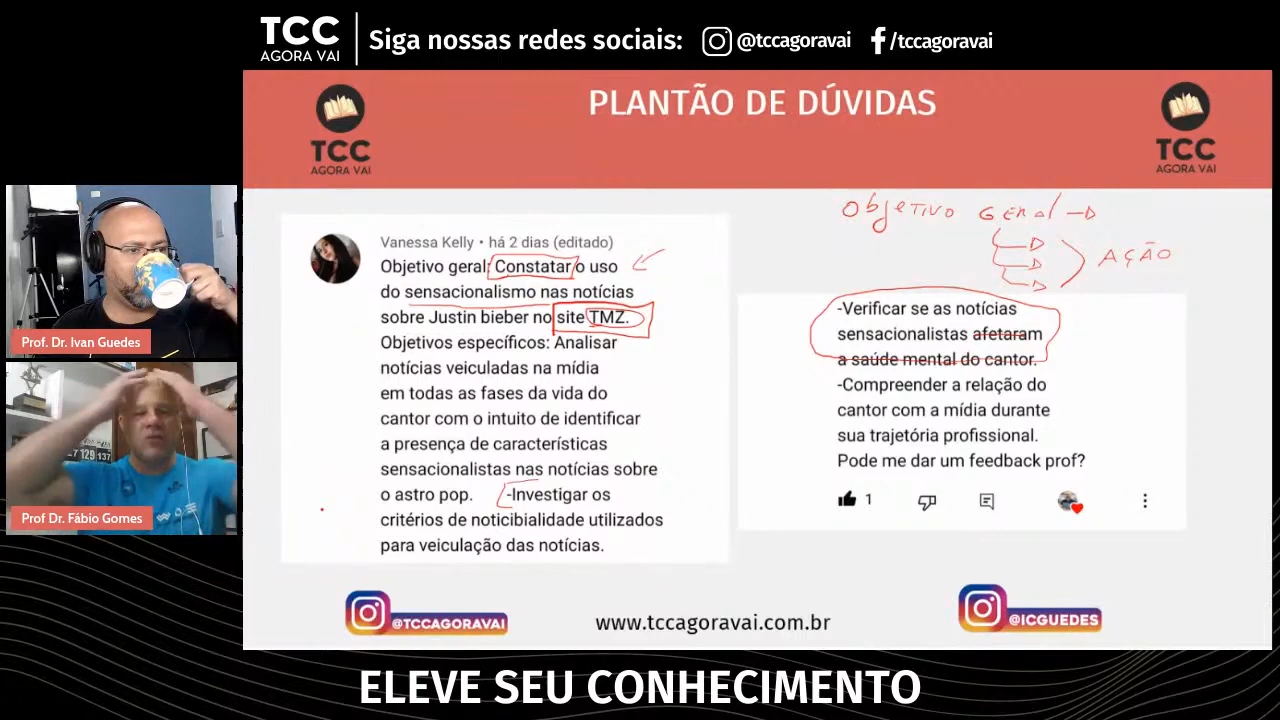 TCC
AGORA VAI
Siga nossas redes sociais:
@tccagoravai
/tccagoravai
TCC
AGORA VAI
PLANTÃO DE DÚVIDAS
TCC
AGORA VAI
Prof. Dr. Ivan Guedes
129
137
Prof Dr. Fábio Gomes
Vanessa Kelly • há 2 dias (editado)
Objetivo geral: Constatar o uso
do sensacionalismo nas notícias
sobre Justin bieber no site TMZ.
Objetivos específicos: Analisar
notícias veiculadas na mídia
em todas as fases da vida do
cantor com o intuito de identificar
a presença de características
sensacionalistas nas notícias sobre
o astro pop. -Investigar os
critérios de noticibialidade utilizados
para veiculação das notícias.
Objetivo Geral
AÇÃO
-Verificar se as notícias
sensacionalistas afetaram
a saúde mental do cantor.
-Compreender a relação do
cantor com a mídia durante
sua trajetória profissional.
Pode me dar um feedback prof?
1
@TCCAGORAVAI
www.tccagoravai.com.br
@ICGUEDES
ELEVE SEU CONHECIMENTO